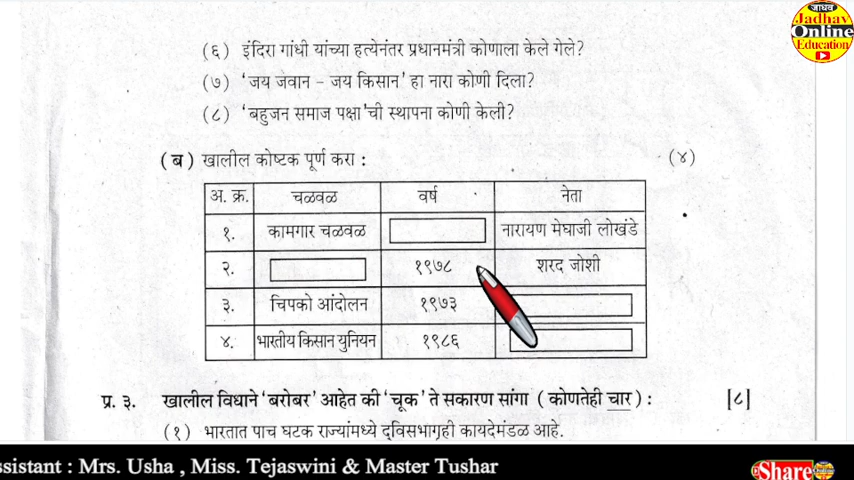 जाधव
Jadhav
Online
Education
(६) इंदिरा गांधी यांच्या हत्येनंतर प्रधानमंत्री कोणाला केले गेले?
(७) 'जय जवान - जय किसान' हा नारा कोणी दिला?
(८) 'बहुजन समाज पक्षा'ची स्थापना कोणी केली?
(ब) खालील कोष्टक पूर्ण करा : (४)
अ. क्र. चळवळ वर्ष नेता
१. कामगार चळवळ नारायण मेघाजी लोखंडे
२. १९७८ शरद जोशी
३. चिपको आंदोलन १९७३
४. भारतीय किसान युनियन १९८६
प्र. ३. खालील विधाने 'बरोबर' आहेत की 'चूक' ते सकारण सांगा (कोणतेही चार) : [८]
(१) भारतात पाच घटक राज्यांमध्ये द्विसभागृही कायदेमंडळ आहे.
ssistant : Mrs. Usha , Miss. Tejaswini & Master Tushar
Share